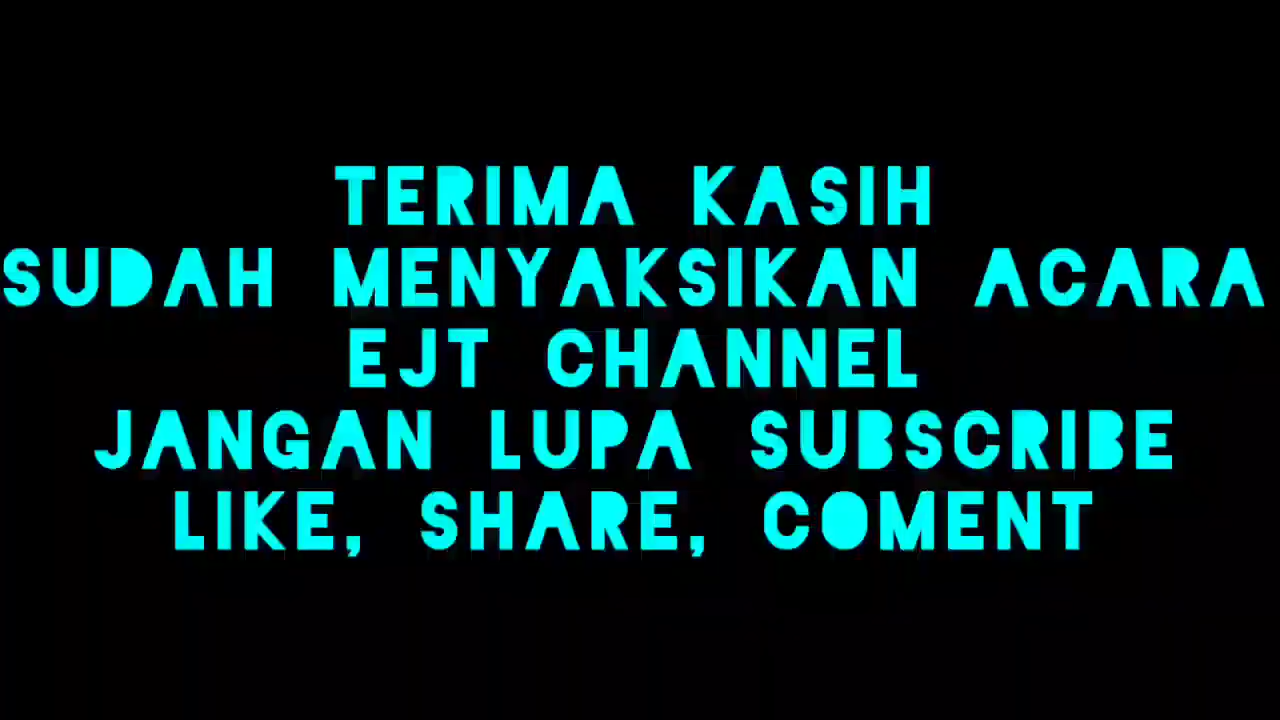 TERIMA KASIH
SUDAH MENYAKSIKAN ACARA
EJT CHANNEL
JANGAN LUPA SUBSCRIBE
LIKE, SHARE, COMENT